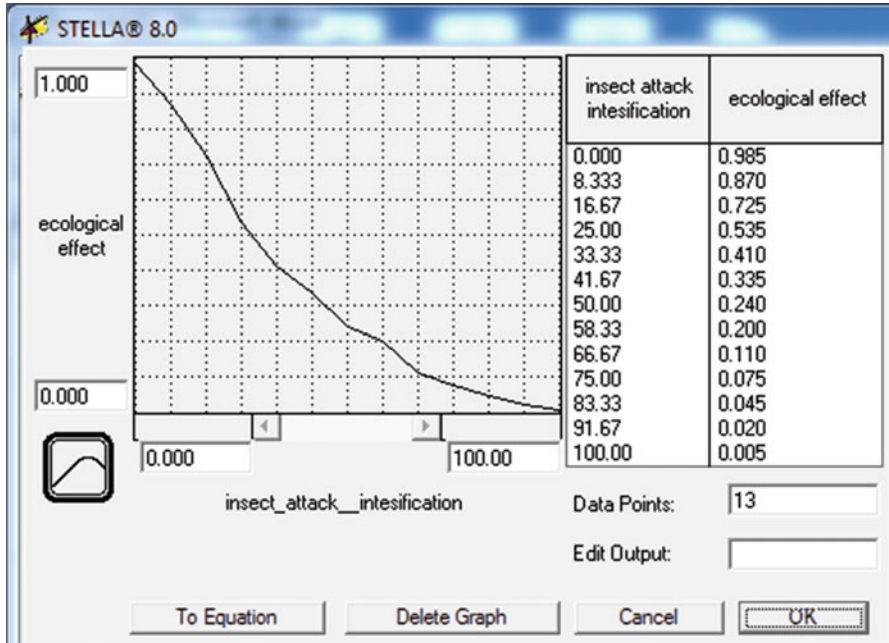 STELLA® 8.0
1.000
ecological
effect
0.000
0.000
100.00
insect_attack__intesification
insect attack
intesification
ecological effect
0.000 0.985
8.333 0.870
16.67 0.725
25.00 0.535
33.33 0.410
41.67 0.335
50.00 0.240
58.33 0.200
66.67 0.110
75.00 0.075
83.33 0.045
91.67 0.020
100.00 0.005
Data Points: 13
Edit Output:
To Equation Delete Graph Cancel OK